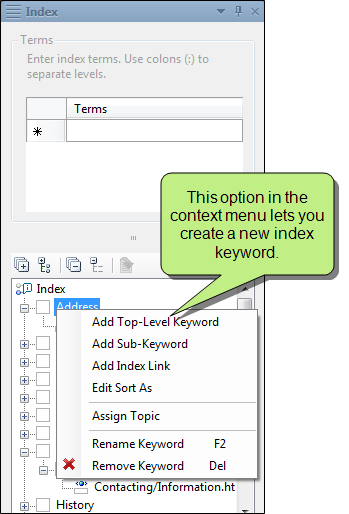 Index
Terms
Enter index terms. Use colons (:) to
separate levels.
Terms
This option in the
context menu lets you
create a new index
keyword.
Index
Address
Add Top-Level Keyword
Add Sub-Keyword
Add Index Link
Edit Sort As
Assign Topic
Rename Keyword F2
Remove Keyword Del
Contacting/Information.ht
History